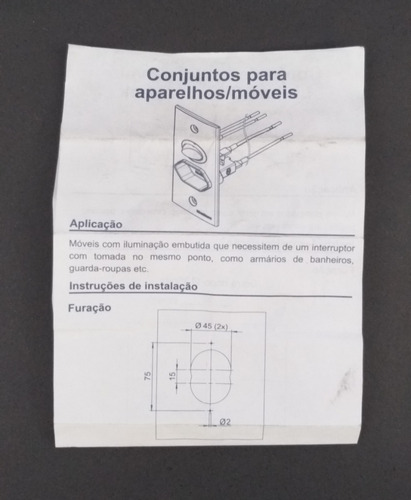 Conjuntos para
aparelhos/móveis
Aplicação
Móveis com iluminação embutida que necessitem de um interruptor
com tomada no mesmo ponto, como armários de banheiros,
guarda-roupas etc.
Instruções de instalação
Furação
Ø 45 (2x)
75
15
Ø2